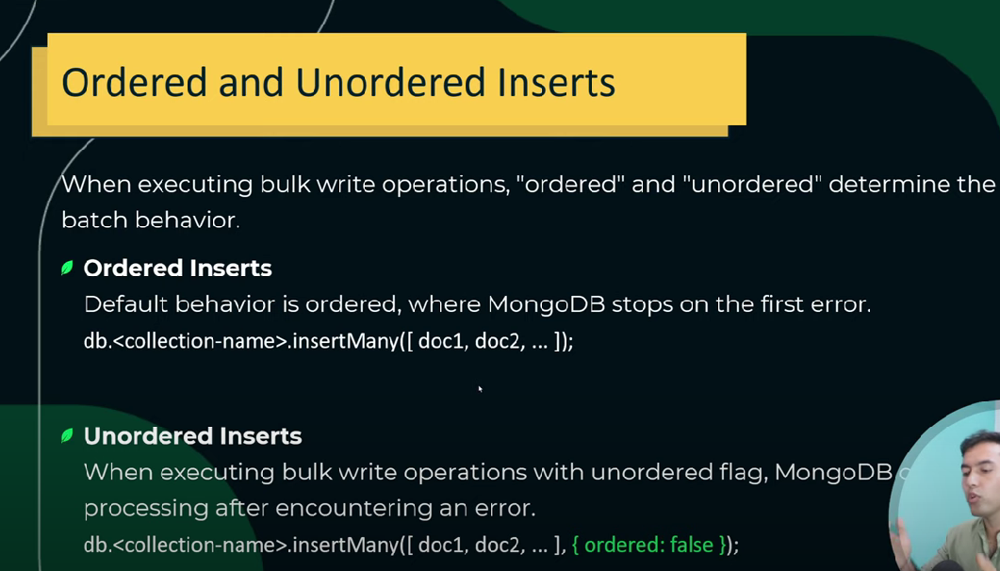 Ordered and Unordered Inserts
When executing bulk write operations, "ordered" and "unordered" determine the
batch behavior.
Ordered Inserts
Default behavior is ordered, where MongoDB stops on the first error.
db.<collection-name>.insertMany([ doc1, doc2, ... ]);
Unordered Inserts
When executing bulk write operations with unordered flag, MongoDB
processing after encountering an error.
db.<collection-name>.insertMany([ doc1, doc2, ... ], { ordered: false });